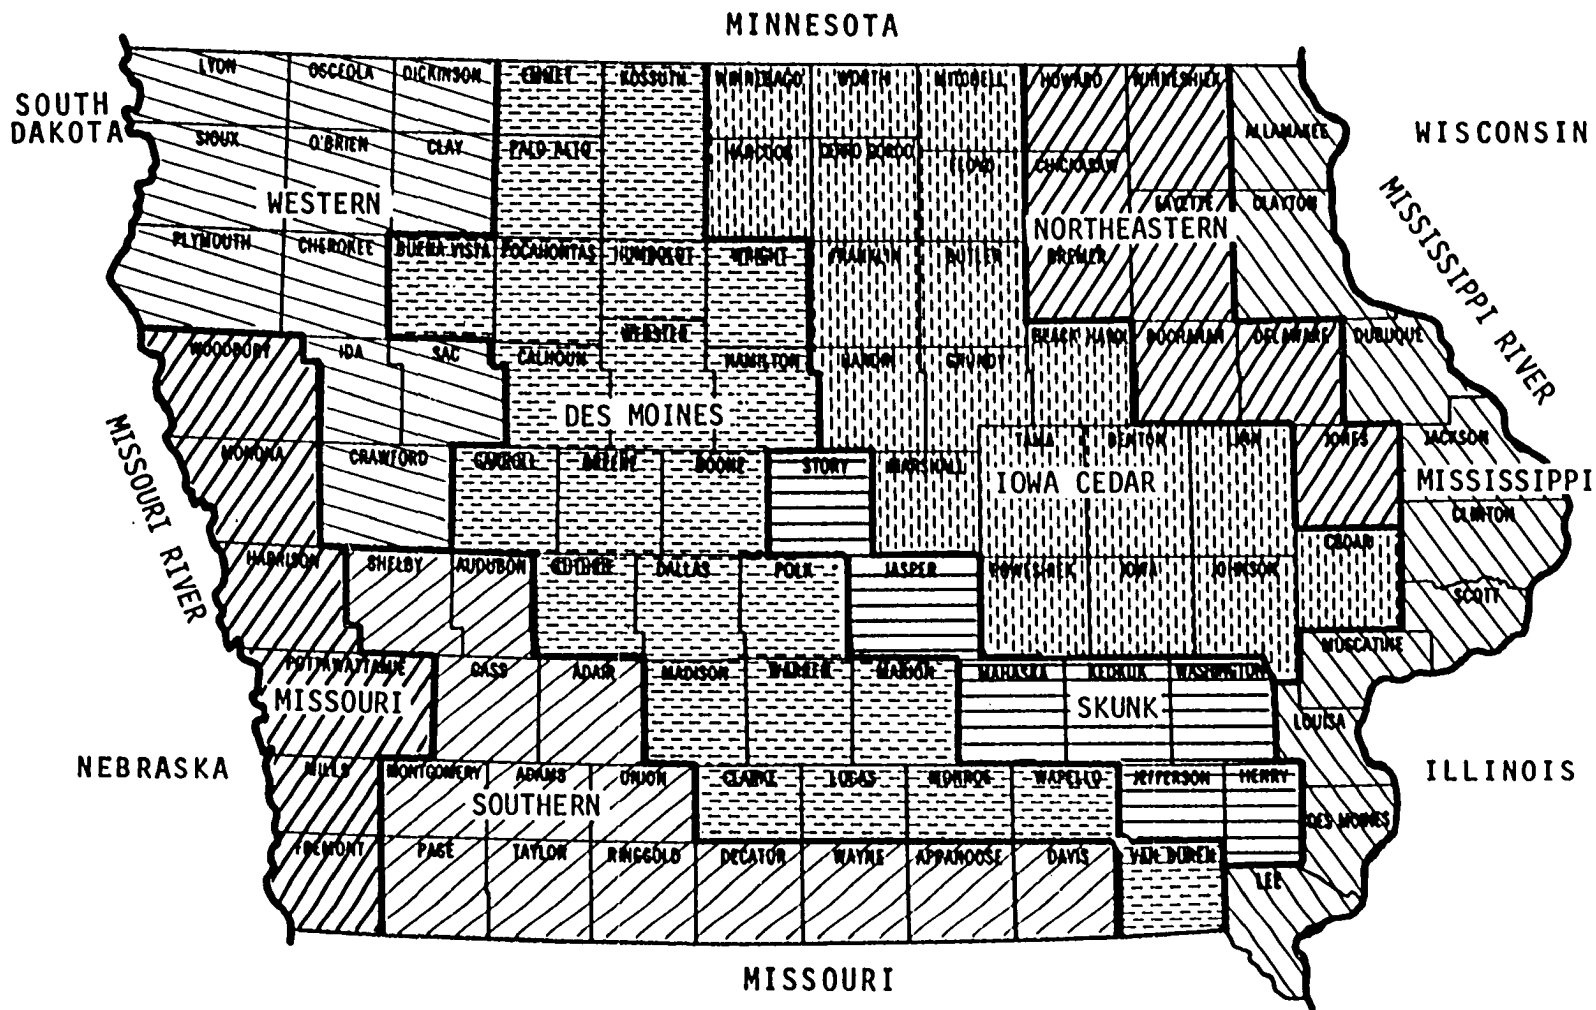 MINNESOTA
LYON OSCEOLA DICKINSON EMMET KOSSUTH WINNEBAGO WORTH MITCHELL HOWARD WINNESHIEK
SOUTH
DAKOTA
ALLAMAKEE
WISCONSIN
SIOUX O'BRIEN CLAY PALO ALTO HANCOCK CERRO GORDO FLOYD CHICKASAW
WESTERN
FAYETTE CLAYTON
NORTHEASTERN
MISSISSIPPI RIVER
PLYMOUTH CHEROKEE BUENA VISTA POCAHONTAS HUMBOLDT WRIGHT FRANKLIN BUTLER BREMER
WEBSTER BLACK HAWK BUCHANAN DELAWARE DUBUQUE
WOODBURY IDA SAC CALHOUN HAMILTON HARDIN GRUNDY
DES MOINES
MISSOURI RIVER
TAMA BENTON LINN JONES JACKSON
MONONA CRAWFORD CARROLL GREENE BOONE STORY MARSHALL
IOWA CEDAR
MISSISSIPPI
CLINTON
CEDAR
HARRISON SHELBY AUDUBON GUTHRIE DALLAS POLK JASPER POWESHIEK IOWA JOHNSON
SCOTT
MUSCATINE
POTTAWATTAMIE CASS ADAIR MADISON WARREN MARION MAHASKA KEOKUK WASHINGTON
MISSOURI
SKUNK
LOUISA
NEBRASKA
MILLS MONTGOMERY ADAMS UNION CLARKE LUCAS MONROE WAPELLO JEFFERSON HENRY
ILLINOIS
SOUTHERN
DES MOINES
FREMONT PAGE TAYLOR RINGGOLD DECATOR WAYNE APPANOOSE DAVIS VAN BUREN
LEE
MISSOURI